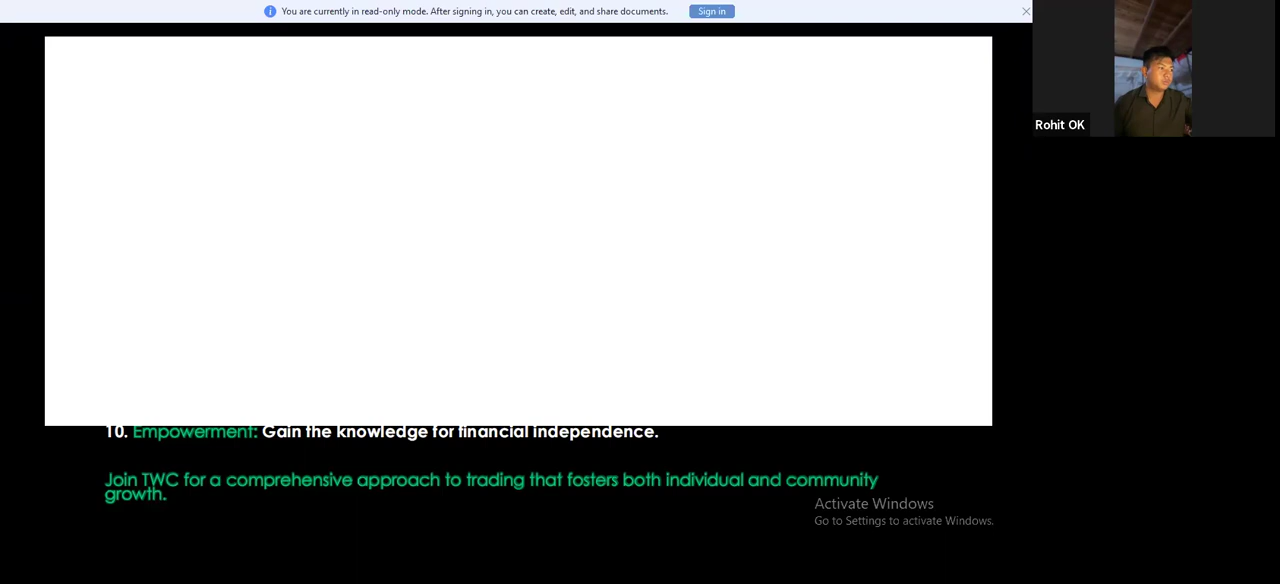 You are currently in read-only mode. After signing in, you can create, edit, and share documents.
Sign in
Rohit OK
10. Empowerment: Gain the knowledge for financial independence.
Join TWC for a comprehensive approach to trading that fosters both individual and community
growth.
Activate Windows
Go to Settings to activate Windows.